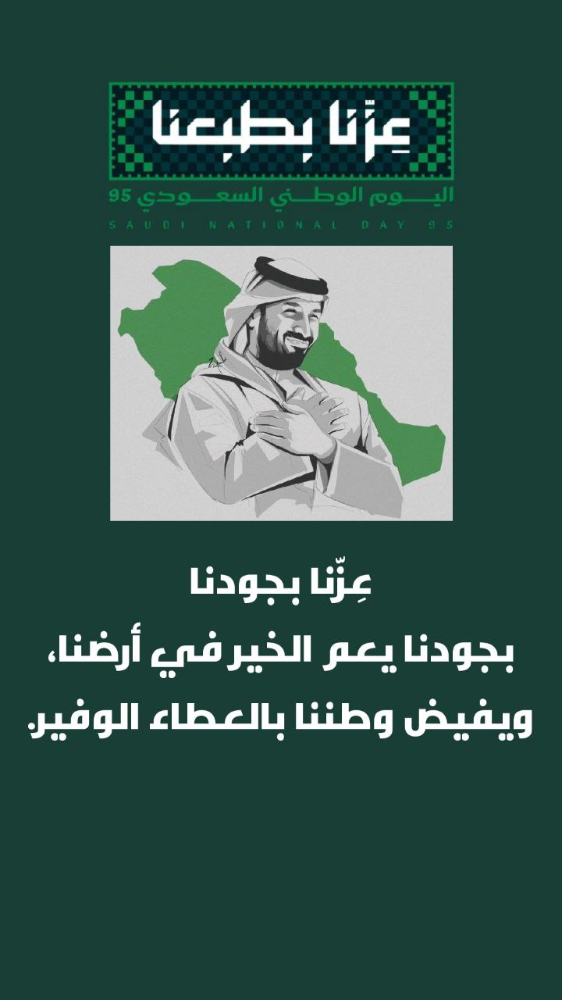 عِزّنا بطبعنا
اليوم الوطني السعودي 95
SAUDI NATIONAL DAY 95
عِزّنا بجودنا
بجودنا يعم الخير في أرضنا،
ويفيض وطننا بالعطاء الوفير.